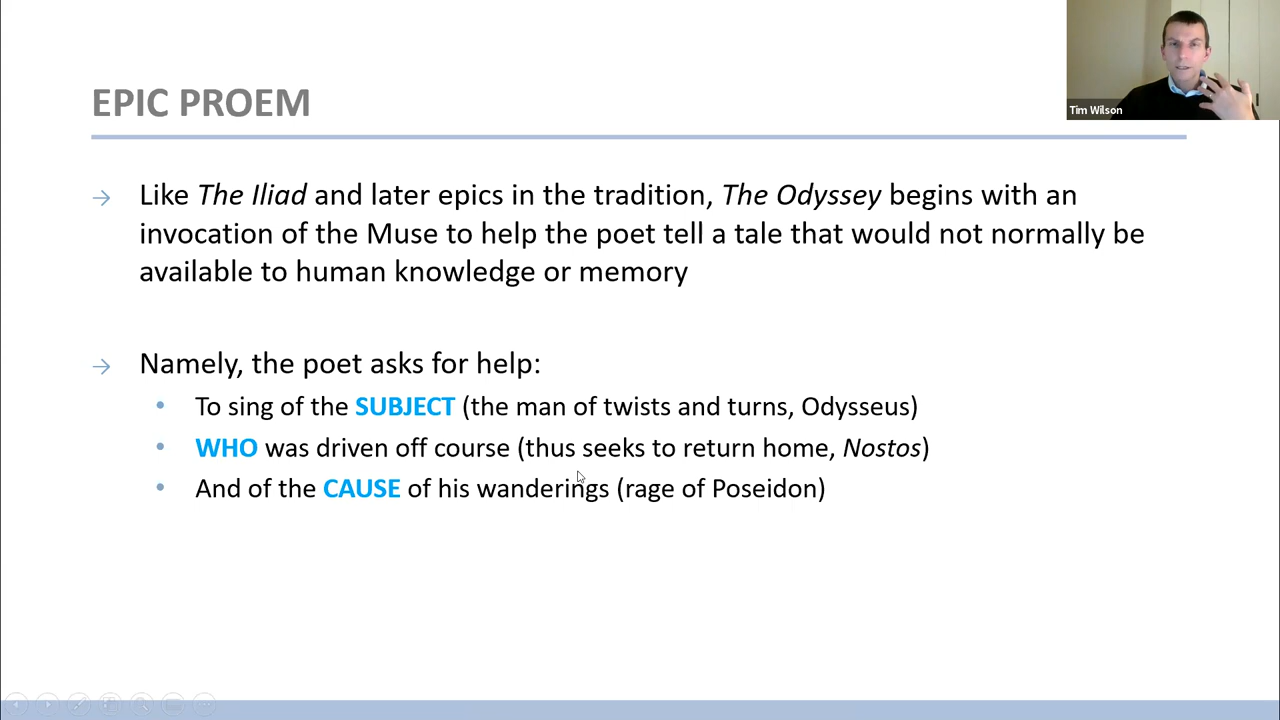 EPIC PROEM
Tim Wilson
→ Like The Iliad and later epics in the tradition, The Odyssey begins with an
invocation of the Muse to help the poet tell a tale that would not normally be
available to human knowledge or memory
→ Namely, the poet asks for help:
• To sing of the SUBJECT (the man of twists and turns, Odysseus)
• WHO was driven off course (thus seeks to return home, Nostos)
• And of the CAUSE of his wanderings (rage of Poseidon)